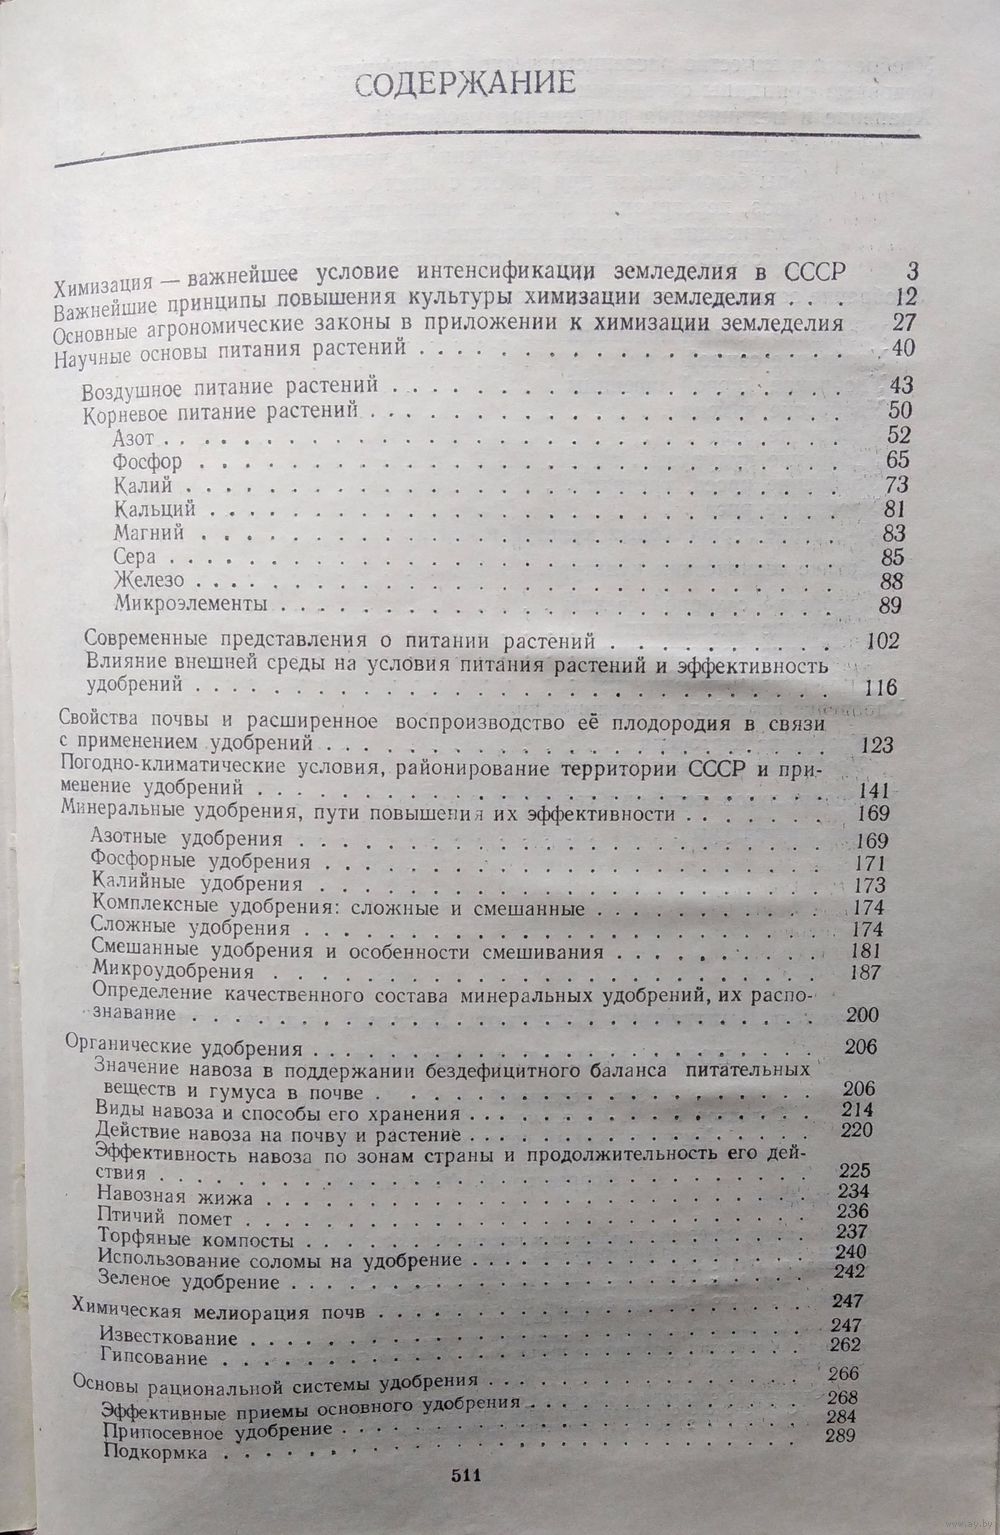 СОДЕРЖАНИЕ
Химизация — важнейшее условие интенсификации земледелия в СССР 3
Важнейшие принципы повышения культуры химизации земледелия . . . 12
Основные агрономические законы в приложении к химизации земледелия 27
Научные основы питания растений . . . 40
Воздушное питание растений . . . 43
Корневое питание растений . . . 50
Азот . . . 52
Фосфор . . . 65
Калий . . . 73
Кальций . . . 81
Магний . . . 83
Сера . . . 85
Железо . . . 88
Микроэлементы . . . 89
Современные представления о питании растений . . . 102
Влияние внешней среды на условия питания растений и эффективность
удобрений . . . 116
Свойства почвы и расширенное воспроизводство её плодородия в связи
с применением удобрений . . . 123
Погодно-климатические условия, районирование территории СССР и при-
менение удобрений . . . 141
Минеральные удобрения, пути повышения их эффективности . . . 169
Азотные удобрения . . . 169
Фосфорные удобрения . . . 171
Калийные удобрения . . . 173
Комплексные удобрения: сложные и смешанные . . . 174
Сложные удобрения . . . 174
Смешанные удобрения и особенности смешивания . . . 181
Микроудобрения . . . 187
Определение качественного состава минеральных удобрений, их распо-
знавание . . . 200
Органические удобрения . . . 206
Значение навоза в поддержании бездефицитного баланса питательных
веществ и гумуса в почве . . . 206
Виды навоза и способы его хранения . . . 214
Действие навоза на почву и растение . . . 220
Эффективность навоза по зонам страны и продолжительность его дей-
ствия . . . 225
Навозная жижа . . . 234
Птичий помет . . . 236
Торфяные компосты . . . 237
Использование соломы на удобрение . . . 240
Зеленое удобрение . . . 242
Химическая мелиорация почв . . . 247
Известкование . . . 247
Гипсование . . . 262
Основы рациональной системы удобрения . . . 266
Эффективные приемы основного удобрения . . . 268
Припосевное удобрение . . . 284
Подкормка . . . 289
511
www.ay.by